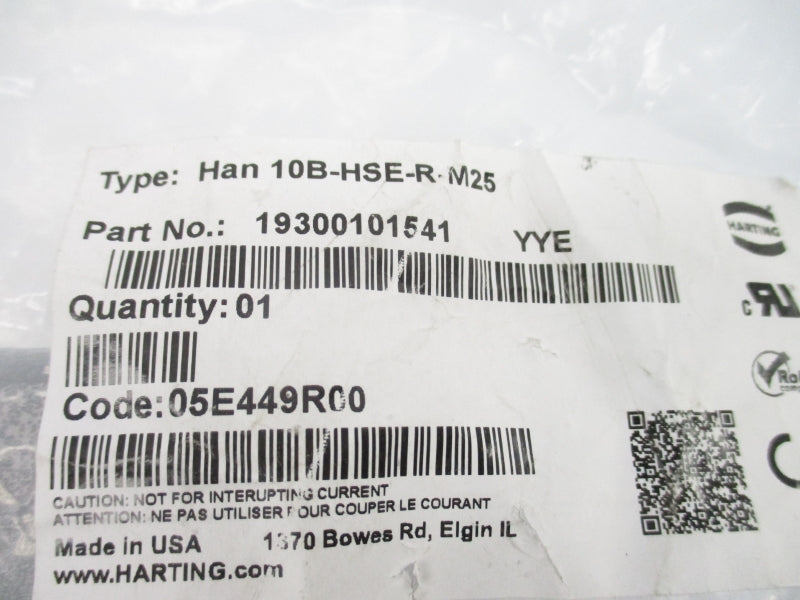 Type: Han 10B-HSE-R-M25
Part No.: 19300101541 YYE
HARTING
Quantity: 01
Code: 05E449R00
CAUTION: NOT FOR INTERUPTING CURRENT
ATTENTION: NE PAS UTILISER POUR COUPER LE COURANT
Made in USA 1370 Bowes Rd, Elgin IL
www.HARTING.com